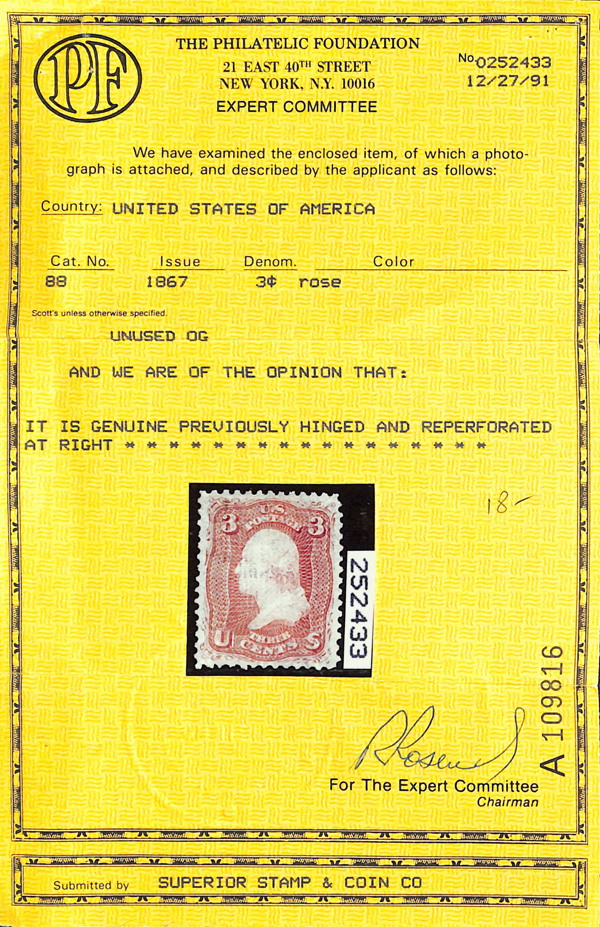 PF
THE PHILATELIC FOUNDATION
21 EAST 40TH STREET
NEW YORK, N.Y. 10016
EXPERT COMMITTEE
No. 0252433
12/27/91
We have examined the enclosed item, of which a photo-
graph is attached, and described by the applicant as follows:
Country: UNITED STATES OF AMERICA
Cat. No. Issue Denom. Color
88 1867 3¢ rose
Scott's unless otherwise specified.
UNUSED OG
AND WE ARE OF THE OPINION THAT:
IT IS GENUINE PREVIOUSLY HINGED AND REPERFORATED
AT RIGHT * * * * * * * * * * * * * * * * *
18-
3 U.S. 3
POSTAGE
U THREE S
CENTS
252433
A 109816
For The Expert Committee
Chairman
Submitted by SUPERIOR STAMP & COIN CO